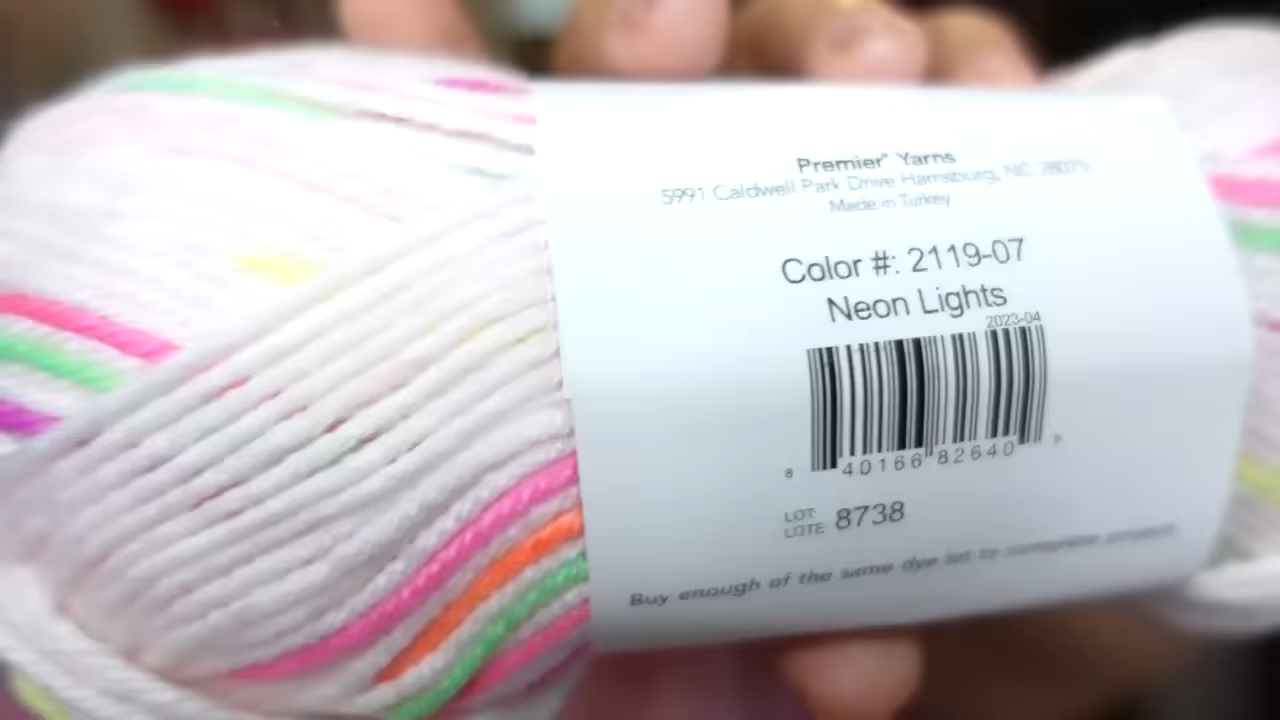 Premier® Yarns
5991 Caldwell Park Drive Harrisburg, NC 28075
Made in Turkey
Color #: 2119-07
Neon Lights
2023-04
8 40166 82640 9
LOT
LOTE 8738
Buy enough of the same dye lot to complete project.